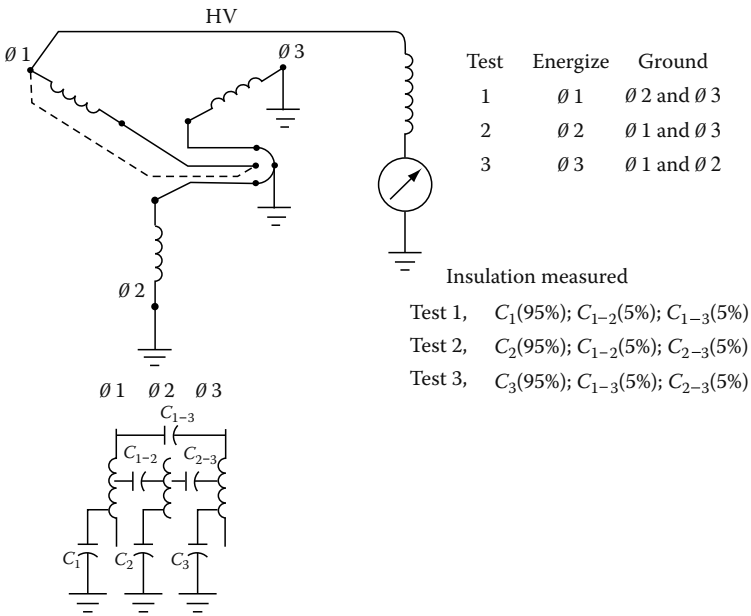 HV
Ø 1
Ø 3
Ø 2
Test Energize Ground
1 Ø 1 Ø 2 and Ø 3
2 Ø 2 Ø 1 and Ø 3
3 Ø 3 Ø 1 and Ø 2
Insulation measured
Test 1, C1(95%); C1–2(5%); C1–3(5%)
Test 2, C2(95%); C1–2(5%); C2–3(5%)
Test 3, C3(95%); C1–3(5%); C2–3(5%)
Ø 1 Ø 2 Ø 3
C1–3
C1–2 C2–3
C1 C2 C3